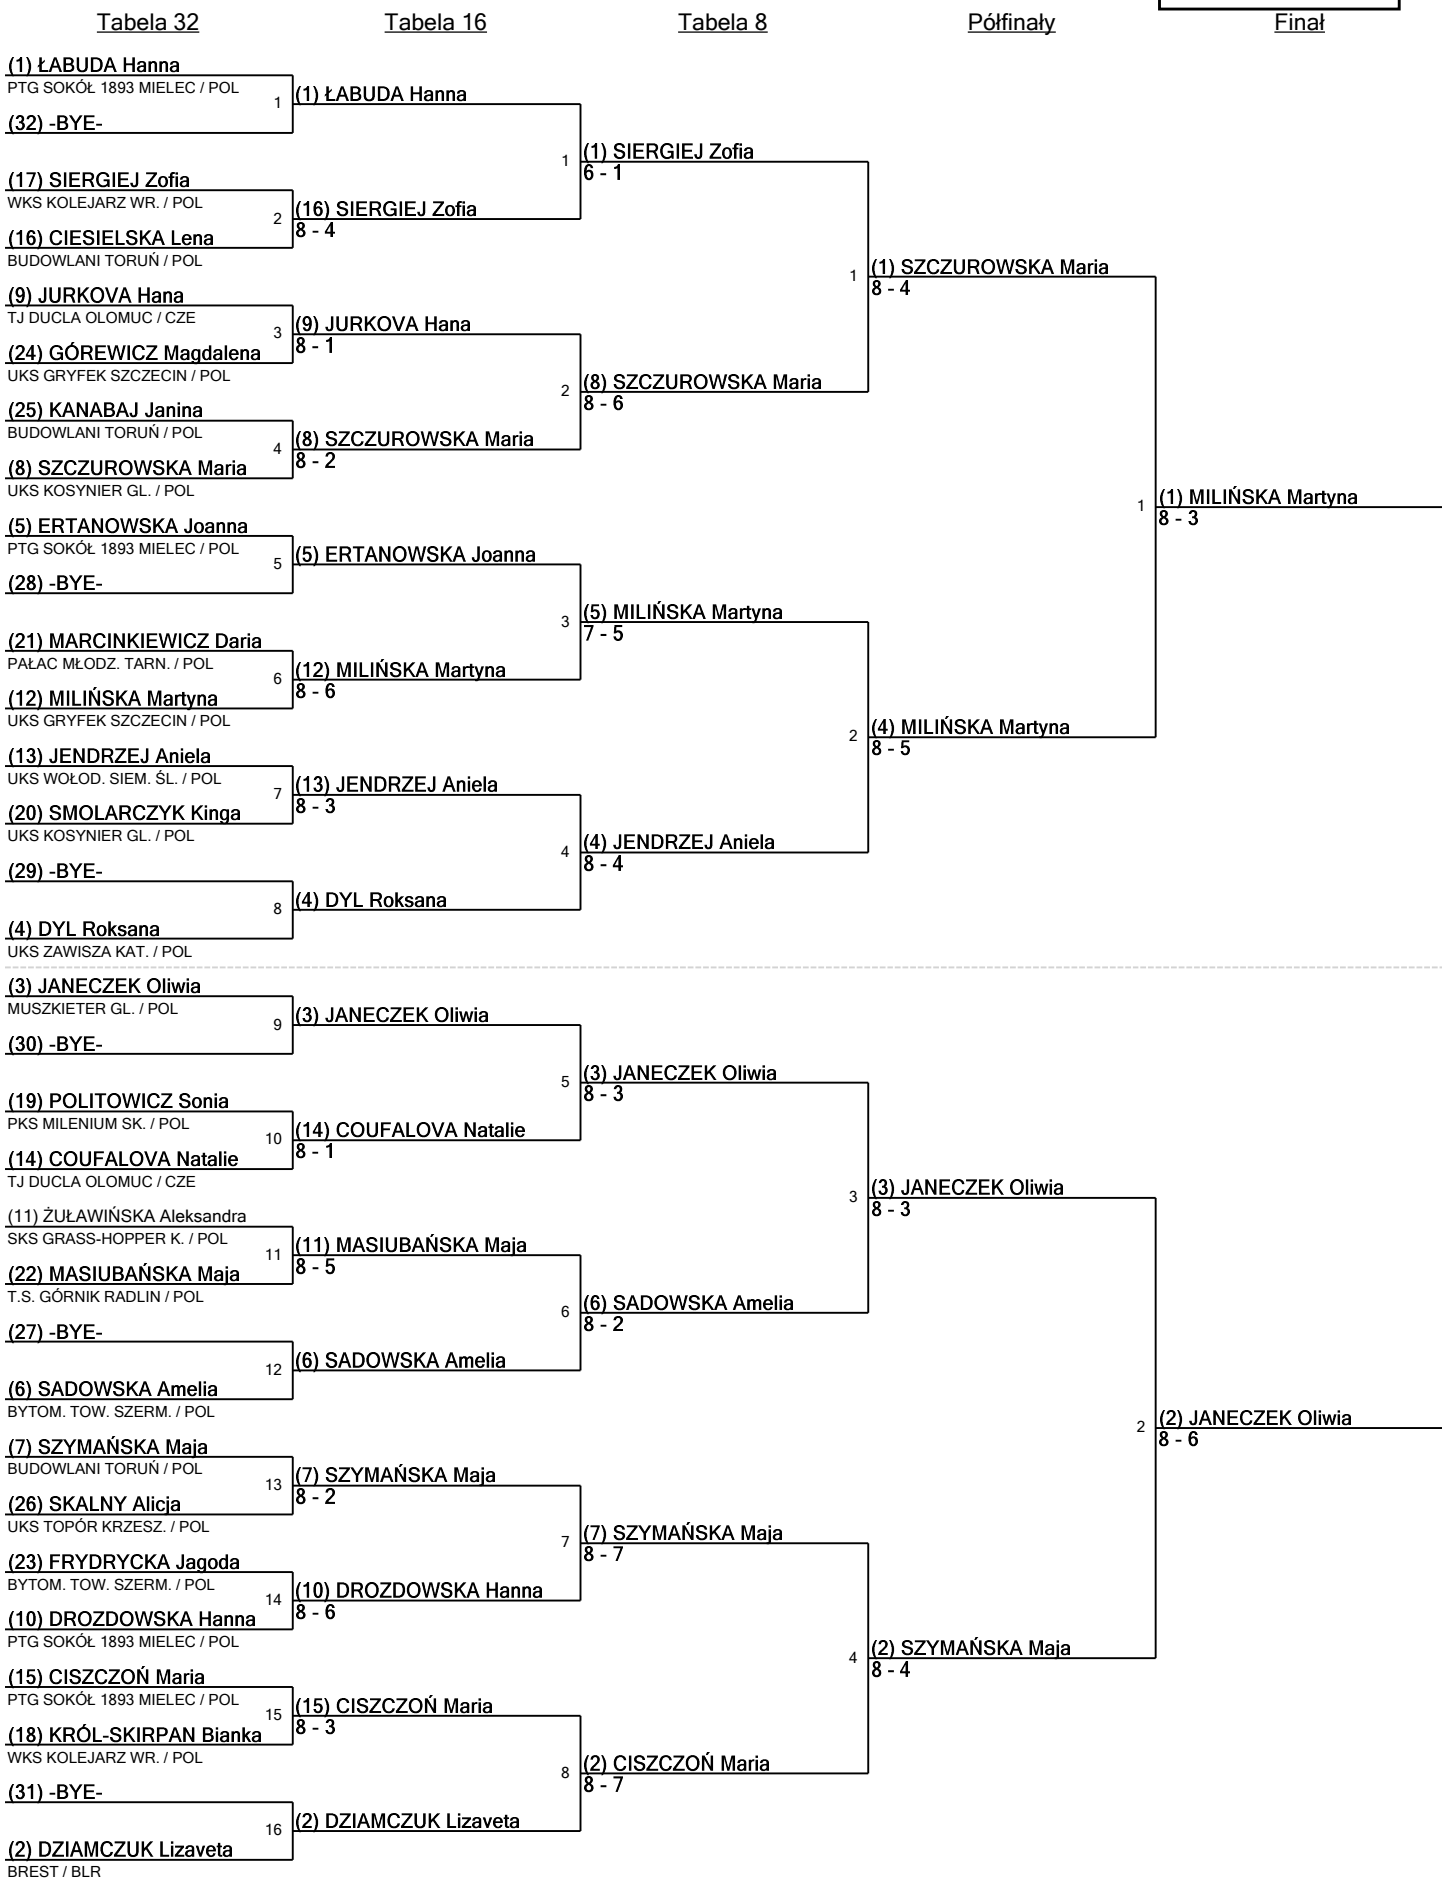 Tabela 32
Tabela 16
Tabela 8
Półfinały
Finał
(1) ŁABUDA Hanna
PTG SOKÓŁ 1893 MIELEC / POL
1
(32) -BYE-
(17) SIERGIEJ Zofia
WKS KOLEJARZ WR. / POL
2
(16) CIESIELSKA Lena
BUDOWLANI TORUŃ / POL
(9) JURKOVA Hana
TJ DUCLA OLOMUC / CZE
3
(24) GÓREWICZ Magdalena
UKS GRYFEK SZCZECIN / POL
(25) KANABAJ Janina
BUDOWLANI TORUŃ / POL
4
(8) SZCZUROWSKA Maria
UKS KOSYNIER GL. / POL
(5) ERTANOWSKA Joanna
PTG SOKÓŁ 1893 MIELEC / POL
5
(28) -BYE-
(21) MARCINKIEWICZ Daria
PAŁAC MŁODZ. TARN. / POL
6
(12) MILIŃSKA Martyna
UKS GRYFEK SZCZECIN / POL
(13) JENDRZEJ Aniela
UKS WOŁOD. SIEM. ŚL. / POL
7
(20) SMOLARCZYK Kinga
UKS KOSYNIER GL. / POL
(29) -BYE-
8
(4) DYL Roksana
UKS ZAWISZA KAT. / POL
(3) JANECZEK Oliwia
MUSZKIETER GL. / POL
9
(30) -BYE-
(19) POLITOWICZ Sonia
PKS MILENIUM SK. / POL
10
(14) COUFALOVA Natalie
TJ DUCLA OLOMUC / CZE
(11) ŻUŁAWIŃSKA Aleksandra
SKS GRASS-HOPPER K. / POL
11
(22) MASIUBAŃSKA Maja
T.S. GÓRNIK RADLIN / POL
(27) -BYE-
12
(6) SADOWSKA Amelia
BYTOM. TOW. SZERM. / POL
(7) SZYMAŃSKA Maja
BUDOWLANI TORUŃ / POL
13
(26) SKALNY Alicja
UKS TOPÓR KRZESZ. / POL
(23) FRYDRYCKA Jagoda
BYTOM. TOW. SZERM. / POL
14
(10) DROZDOWSKA Hanna
PTG SOKÓŁ 1893 MIELEC / POL
(15) CISZCZOŃ Maria
PTG SOKÓŁ 1893 MIELEC / POL
15
(18) KRÓL-SKIRPAN Bianka
WKS KOLEJARZ WR. / POL
(31) -BYE-
16
(2) DZIAMCZUK Lizaveta
BREST / BLR
(1) ŁABUDA Hanna
1
(16) SIERGIEJ Zofia
8 - 4
(9) JURKOVA Hana
8 - 1
2
(8) SZCZUROWSKA Maria
8 - 2
(5) ERTANOWSKA Joanna
3
(12) MILIŃSKA Martyna
8 - 6
(13) JENDRZEJ Aniela
8 - 3
4
(4) DYL Roksana
(3) JANECZEK Oliwia
5
(14) COUFALOVA Natalie
8 - 1
(11) MASIUBAŃSKA Maja
8 - 5
6
(6) SADOWSKA Amelia
(7) SZYMAŃSKA Maja
8 - 2
7
(10) DROZDOWSKA Hanna
8 - 6
(15) CISZCZOŃ Maria
8 - 3
8
(2) DZIAMCZUK Lizaveta
(1) SIERGIEJ Zofia
6 - 1
1
(8) SZCZUROWSKA Maria
8 - 6
(5) MILIŃSKA Martyna
7 - 5
2
(4) JENDRZEJ Aniela
8 - 4
(3) JANECZEK Oliwia
8 - 3
3
(6) SADOWSKA Amelia
8 - 2
(7) SZYMAŃSKA Maja
8 - 7
4
(2) CISZCZOŃ Maria
8 - 7
(1) SZCZUROWSKA Maria
8 - 4
1
(4) MILIŃSKA Martyna
8 - 5
(3) JANECZEK Oliwia
8 - 3
2
(2) SZYMAŃSKA Maja
8 - 4
(1) MILIŃSKA Martyna
8 - 3
(2) JANECZEK Oliwia
8 - 6